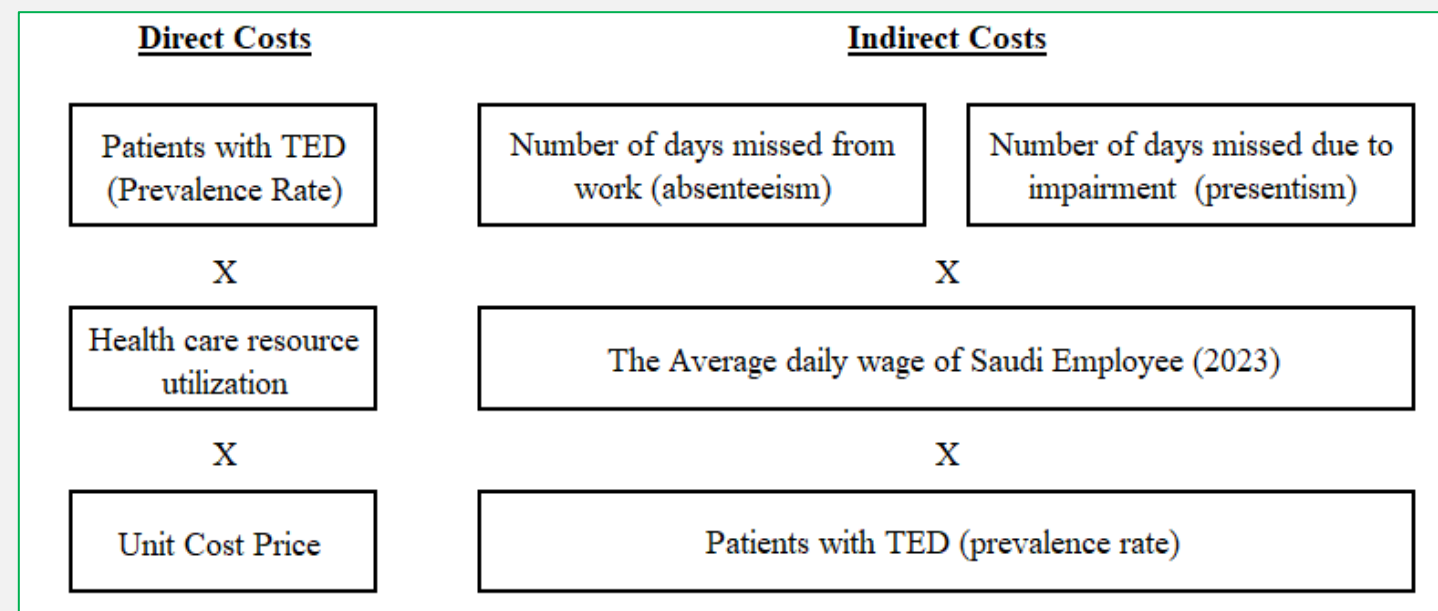 Direct Costs
Indirect Costs
Patients with TED
(Prevalence Rate)
Number of days missed from
work (absenteeism)
Number of days missed due to
impairment (presentism)
X
X
Health care resource
utilization
The Average daily wage of Saudi Employee (2023)
X
X
Unit Cost Price
Patients with TED (prevalence rate)